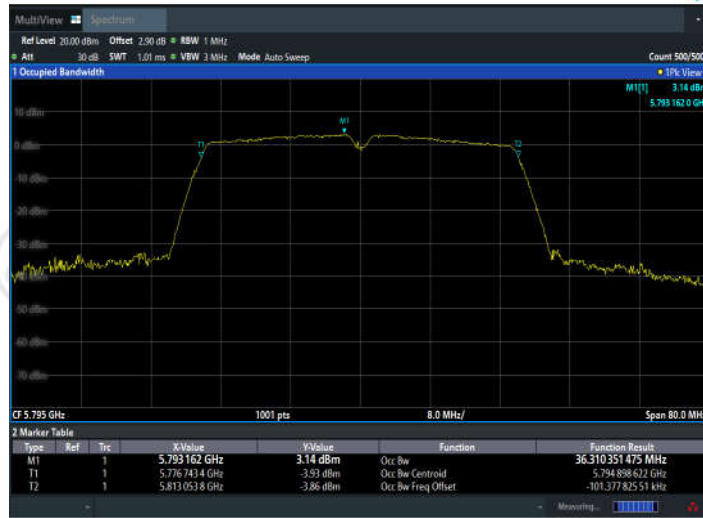 MultiView Spectrum
Ref Level 20.00 dBm Offset 2.90 dB RBW 1 MHz
Att 30 dB SWT 1.01 ms VBW 3 MHz Mode Auto Sweep Count 500/500
1 Occupied Bandwidth 1Pk View
M1[1] 3.14 dBm
5.793 162 0 GH
M1
10 dBm
T1
T2
0 dBm
-10 dBm
-20 dBm
-30 dBm
-40 dBm
-50 dBm
-60 dBm
-70 dBm
CF 5.795 GHz 1001 pts 8.0 MHz/ Span 80.0 MH
2 Marker Table
Type Ref Trc X-Value Y-Value Function Function Result
M1 1 5.793 162 GHz 3.14 dBm Occ Bw 36.310 351 475 MHz
T1 1 5.776 743 4 GHz -3.93 dBm Occ Bw Centroid 5.794 898 622 GHz
T2 1 5.813 053 8 GHz -3.86 dBm Occ Bw Freq Offset -101.377 825 51 kHz
Measuring...